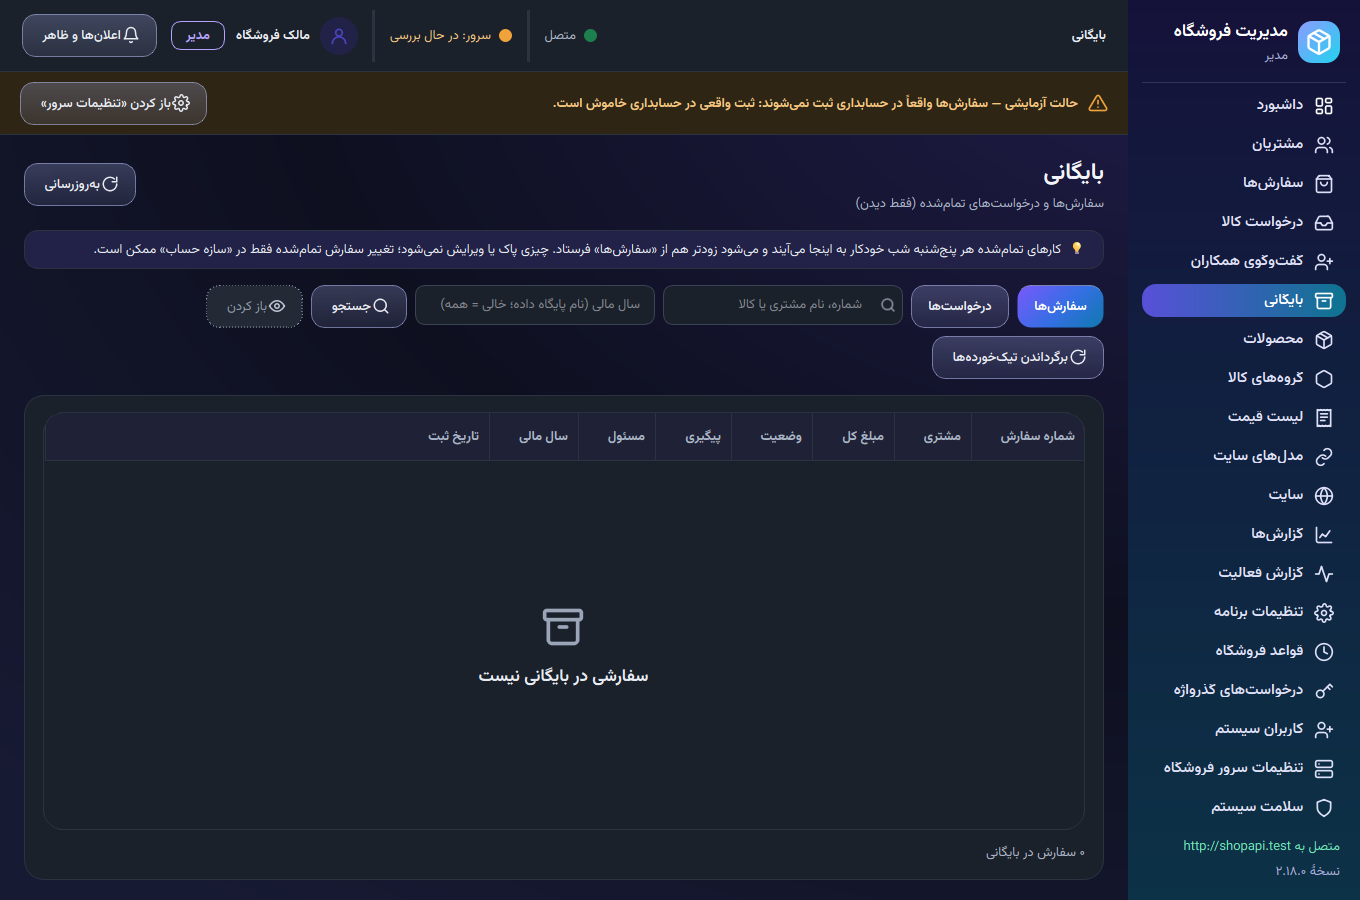 مدیریت فروشگاه
مدیر
داشبورد
مشتریان
سفارش‌ها
درخواست کالا
گفت‌وگوی همکاران
بایگانی
محصولات
گروه‌های کالا
لیست قیمت
مدل‌های سایت
سایت
گزارش‌ها
گزارش فعالیت
تنظیمات برنامه
قواعد فروشگاه
درخواست‌های گذرواژه
کاربران سیستم
تنظیمات سرور فروشگاه
سلامت سیستم
متصل به http://shopapi.test
نسخهٔ ۲.۱۸.۰
بایگانی
متصل
سرور: در حال بررسی
مالک فروشگاه
مدیر
اعلان‌ها و ظاهر
حالت آزمایشی — سفارش‌ها واقعاً در حسابداری ثبت نمی‌شوند: ثبت واقعی در حسابداری خاموش است.
باز کردن «تنظیمات سرور»
بایگانی
سفارش‌ها و درخواست‌های تمام‌شده (فقط دیدن)
به‌روزرسانی
کارهای تمام‌شده هر پنج‌شنبه شب خودکار به اینجا می‌آیند و می‌شود زودتر هم از «سفارش‌ها» فرستاد. چیزی پاک یا ویرایش نمی‌شود؛ تغییر سفارش تمام‌شده فقط در «سازه حساب» ممکن است.
سفارش‌ها
درخواست‌ها
شماره، نام مشتری یا کالا
سال مالی (نام پایگاه داده؛ خالی = همه)
جستجو
باز کردن
برگرداندن تیک‌خورده‌ها
شماره سفارش
مشتری
مبلغ کل
وضعیت
پیگیری
مسئول
سال مالی
تاریخ ثبت
سفارشی در بایگانی نیست
۰ سفارش در بایگانی